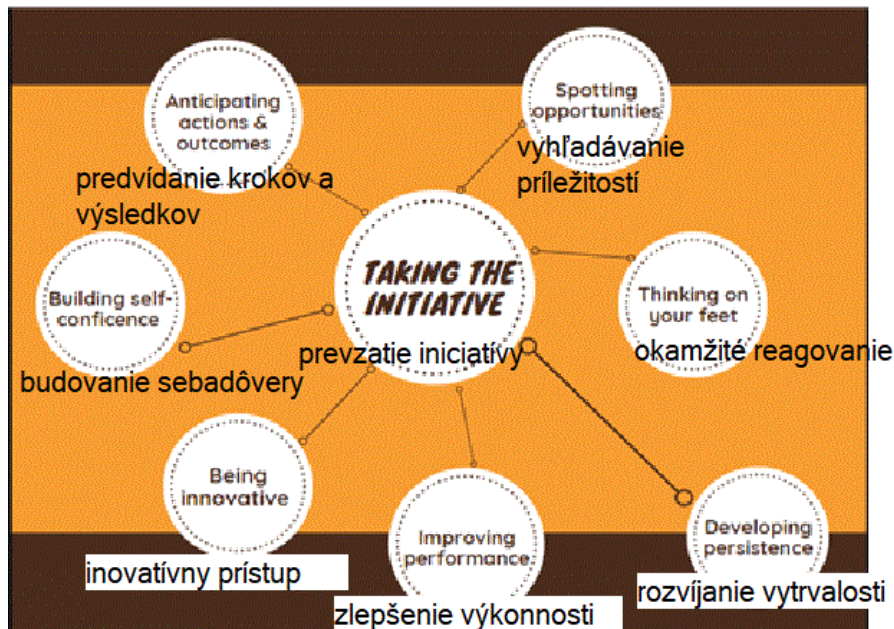 Anticipating
actions &
outcomes
predvídanie krokov a
výsledkov
Spotting
opportunities
vyhľadávanie
príležitostí
TAKING THE
INITIATIVE
prevzatie iniciatívy
Building self-
conficence
budovanie sebadôvery
Thinking on
your feet
okamžité reagovanie
Being
innovative
inovatívny prístup
Improving
performance
zlepšenie výkonnosti
Developing
persistence
rozvíjanie vytrvalosti